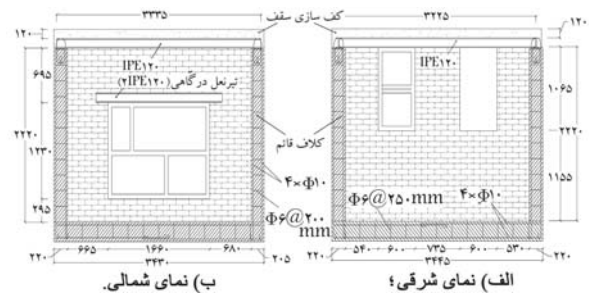 ۳۳۳۵
کف سازی سقف
۳۲۲۵
۱۲۰
IPE۱۲۰
IPE۱۲۰
۱۲۰
تیرنعل درگاهی(۲IPE۱۲۰)
۶۹۵
۲۲۲۰
۱۲۳۰
۲۹۵
کلاف قائم
۱۰۶۵
۲۲۲۰
۱۱۵۵
۴×Φ۱۰
Φ۶@۲۰۰
mm
Φ۶@۲۵۰mm
۴×Φ۱۰
۲۲۰
۶۶۵
۱۶۶۰
۶۸۰
۲۰۵
۳۴۳۰
۲۲۰
۵۴۰
۶۰۰
۷۳۵
۶۰۰
۵۳۰
۲۲۰
۳۴۴۵
ب) نمای شمالی.
الف) نمای شرقی؛